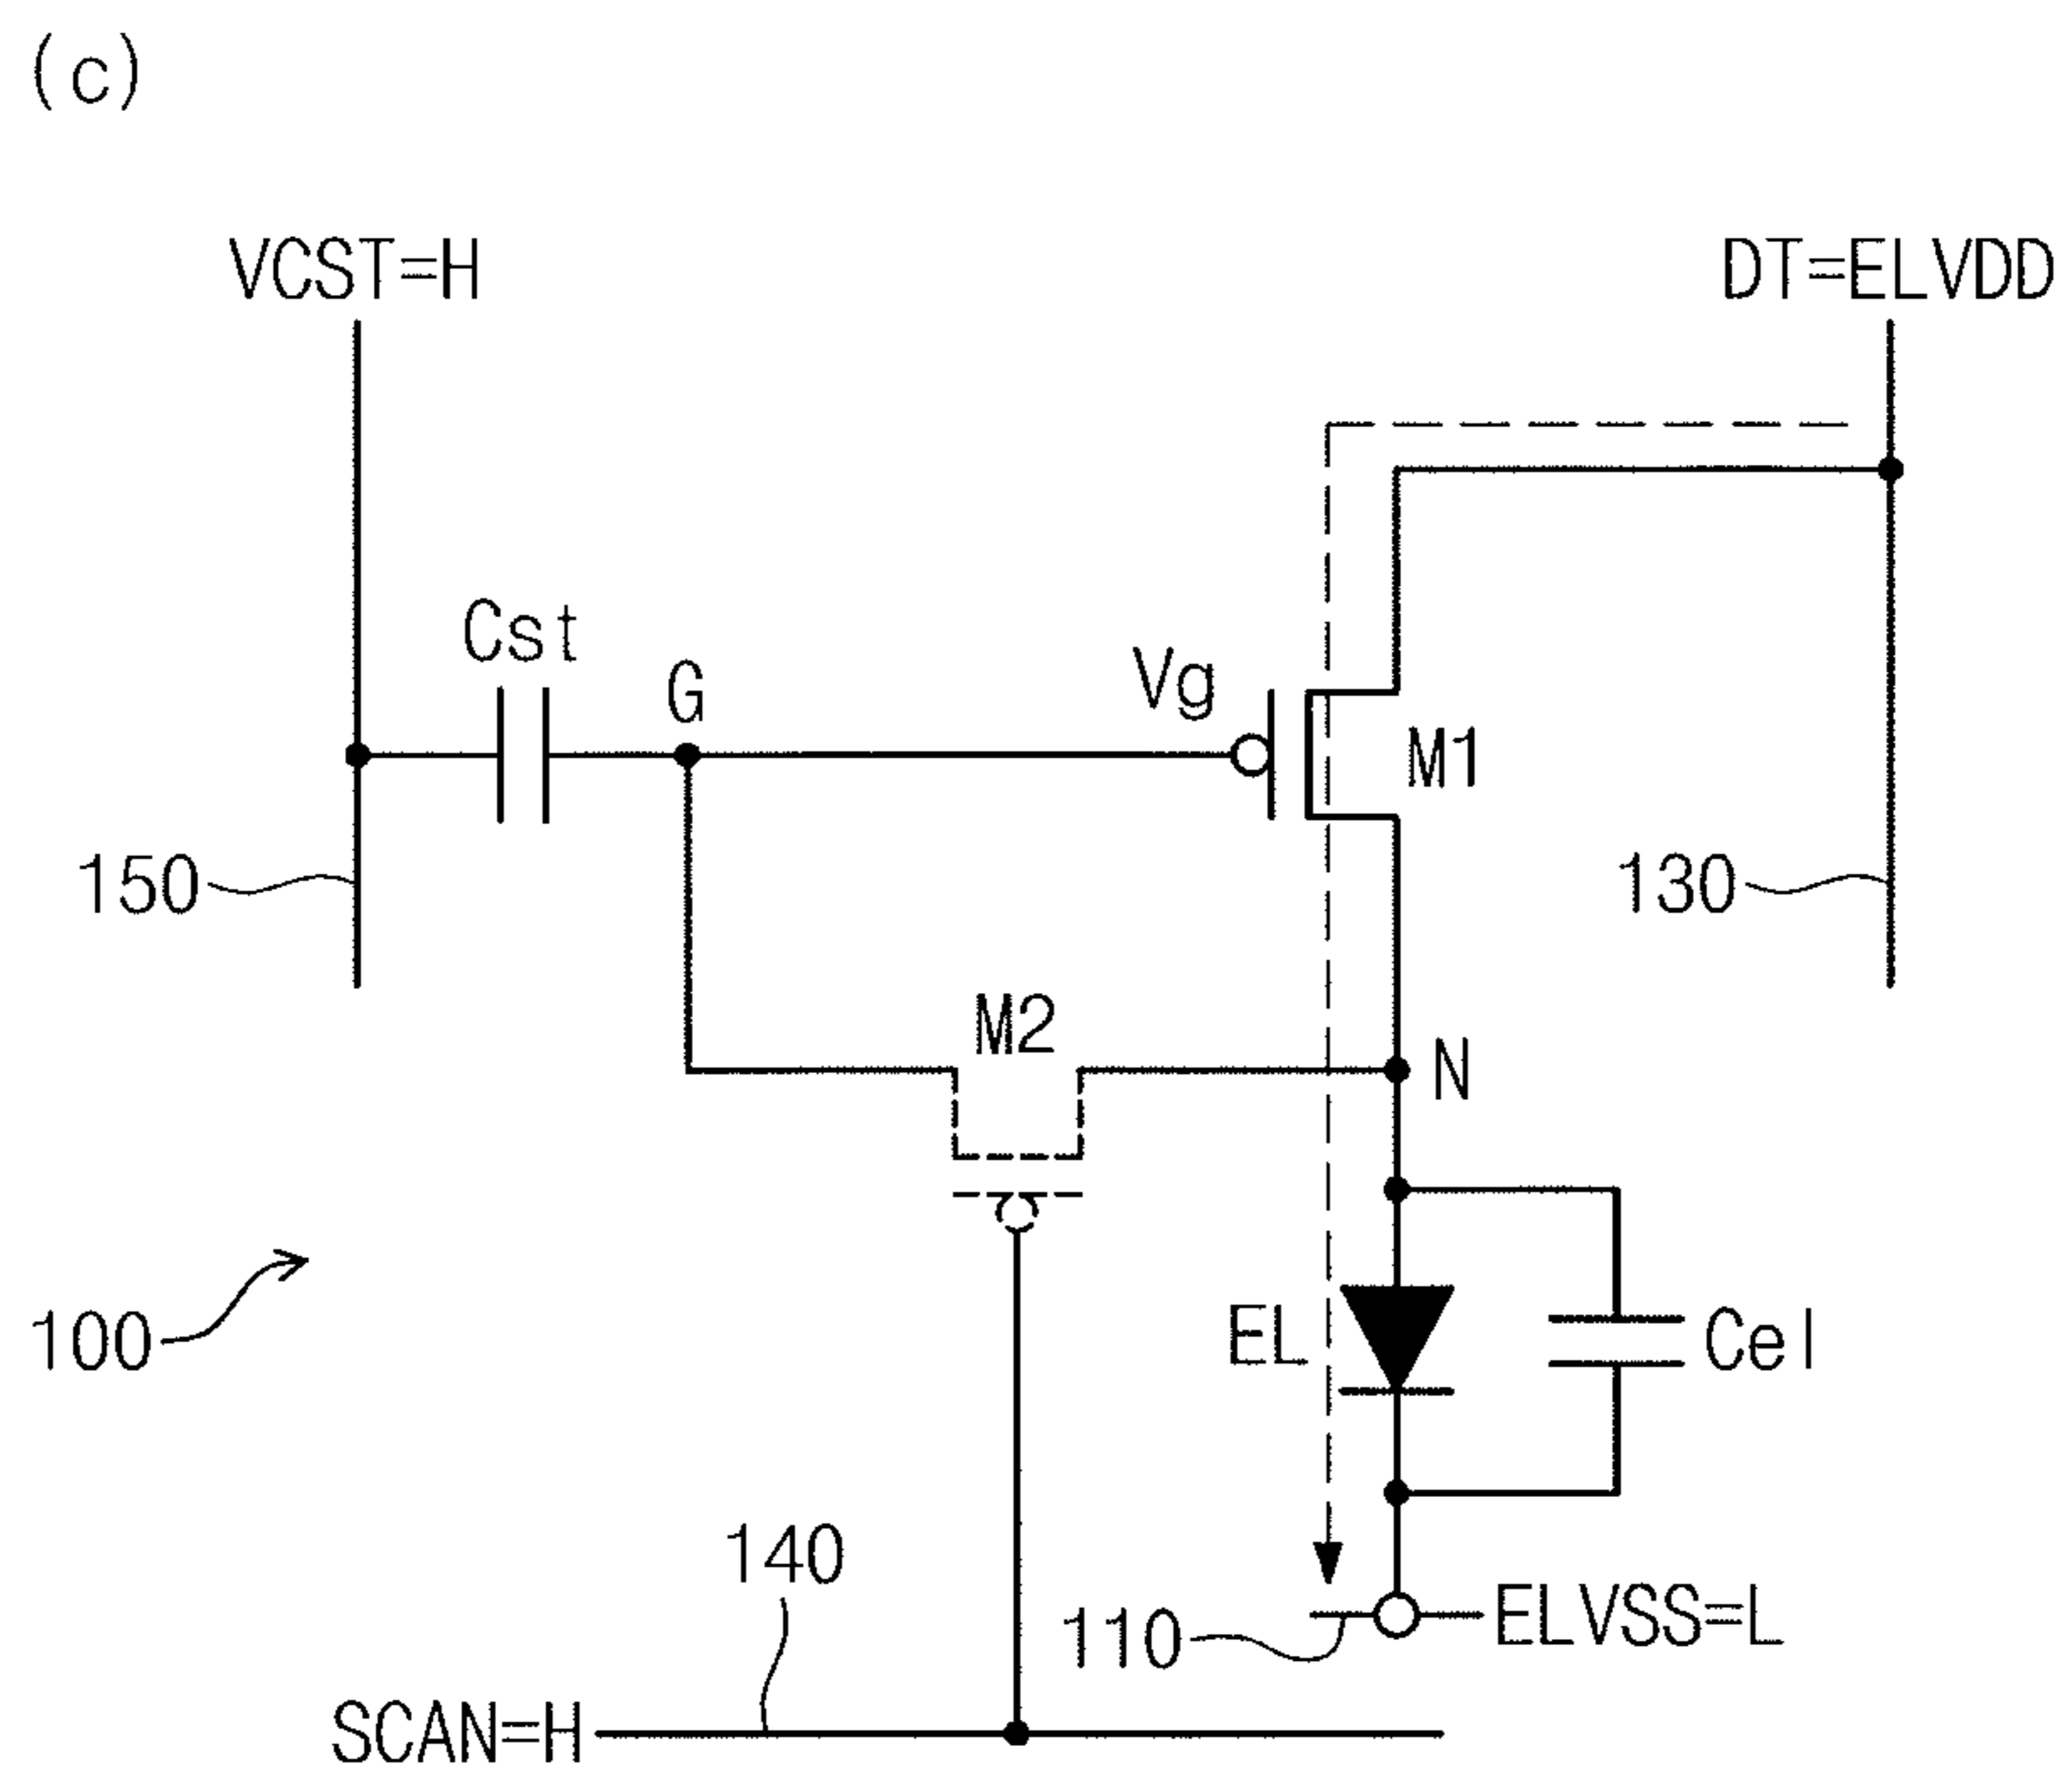 (c)
VCST=H
DT=ELVDD
Cst
G
Vg
M1
150
130
M2
N
100
EL
Cel
140
110
ELVSS=L
SCAN=H